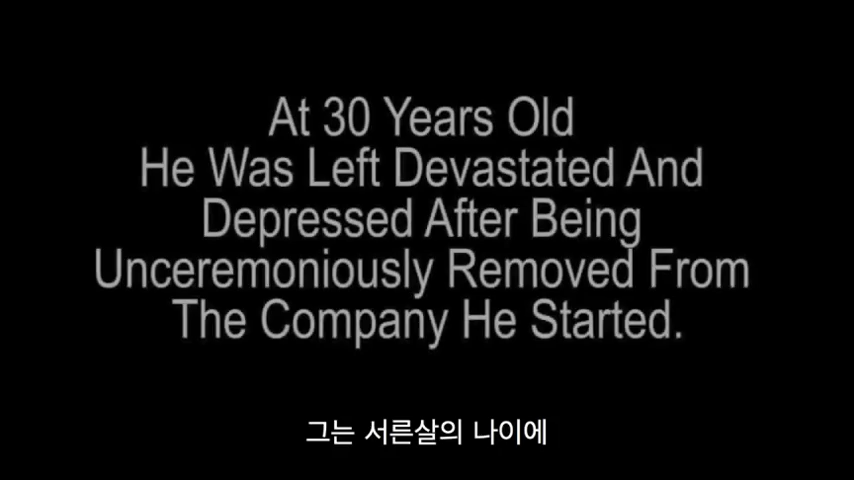 At 30 Years Old
He Was Left Devastated And
Depressed After Being
Unceremoniously Removed From
The Company He Started.
그는 서른살의 나이에